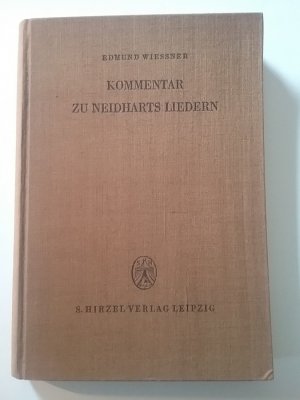 EDMUND WIESSNER
KOMMENTAR
ZU NEIDHARTS LIEDERN
S. HIRZEL VERLAG LEIPZIG